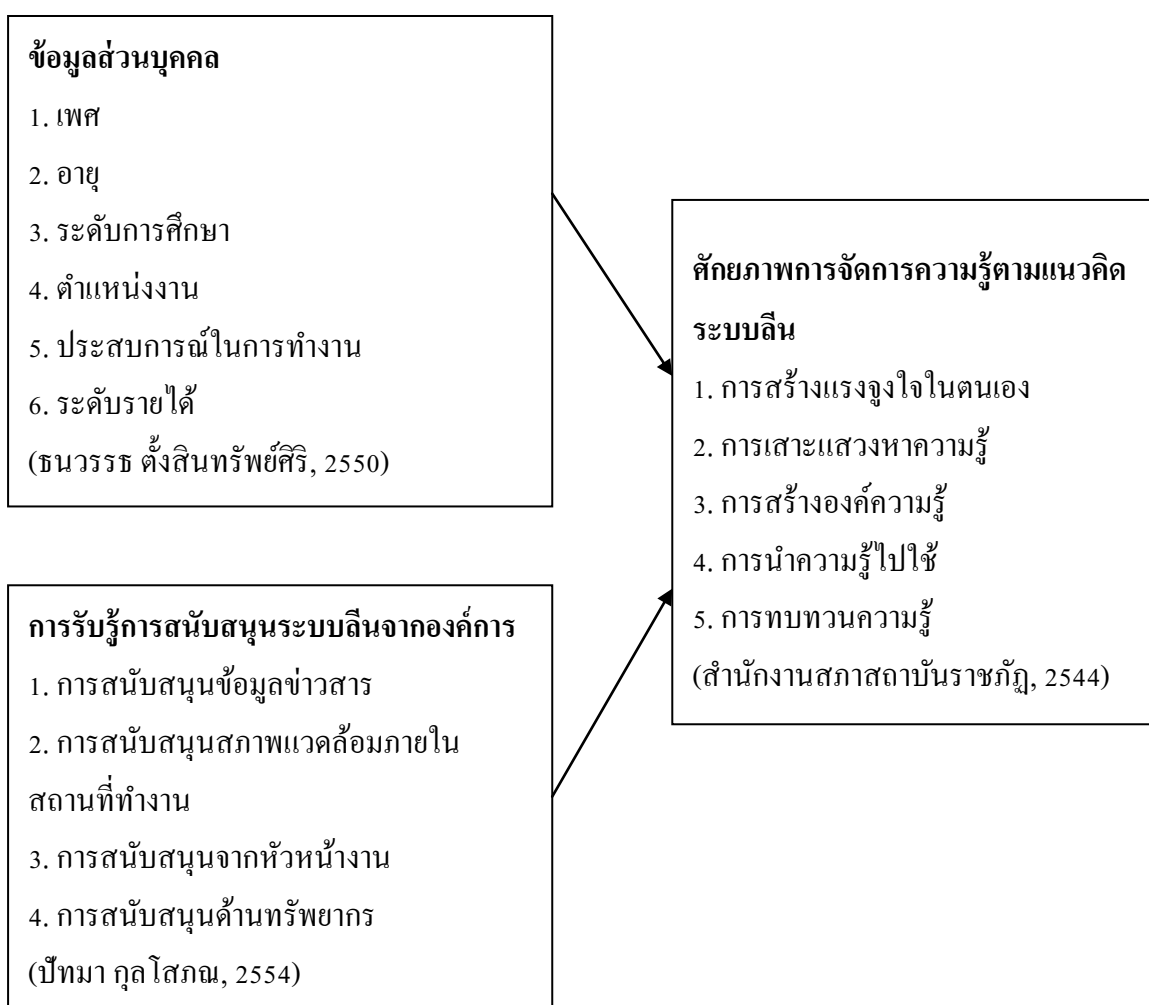 ข้อมูลส่วนบุคคล
1. เพศ
2. อายุ
3. ระดับการศึกษา
4. ตำแหน่งงาน
5. ประสบการณ์ในการทำงาน
6. ระดับรายได้
(ธนวรรธ ตั้งสินทรัพย์ศิริ, 2550)
การรับรู้การสนับสนุนระบบลีนจากองค์การ
1. การสนับสนุนข้อมูลข่าวสาร
2. การสนับสนุนสภาพแวดล้อมภายใน
สถานที่ทำงาน
3. การสนับสนุนจากหัวหน้างาน
4. การสนับสนุนด้านทรัพยากร
(ปัทมา กุลโสภณ, 2554)
ศักยภาพการจัดการความรู้ตามแนวคิด
ระบบลีน
1. การสร้างแรงจูงใจในตนเอง
2. การเสาะแสวงหาความรู้
3. การสร้างองค์ความรู้
4. การนำความรู้ไปใช้
5. การทบทวนความรู้
(สำนักงานสภาสถาบันราชภัฏ, 2544)